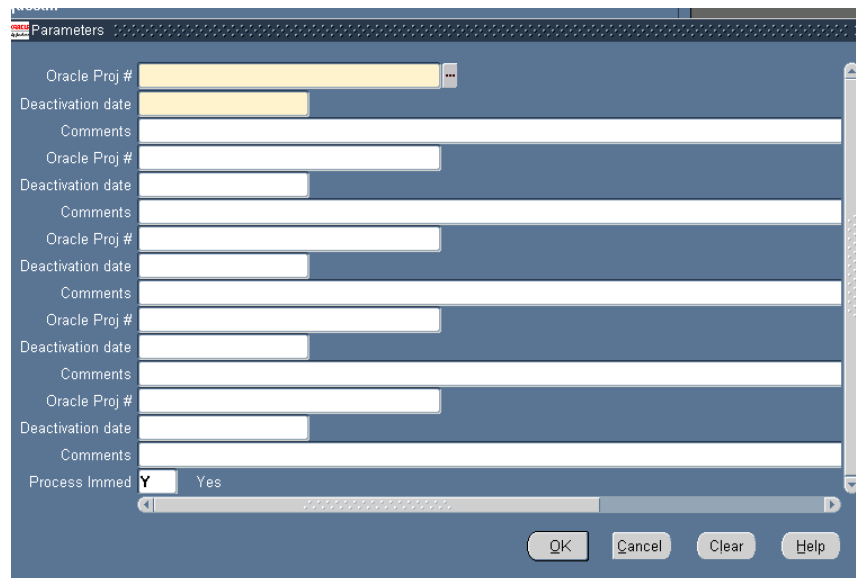 Parameters
Oracle Proj #
Deactivation date
Comments
Oracle Proj #
Deactivation date
Comments
Oracle Proj #
Deactivation date
Comments
Oracle Proj #
Deactivation date
Comments
Oracle Proj #
Deactivation date
Comments
Process Immed Y Yes
OK Cancel Clear Help